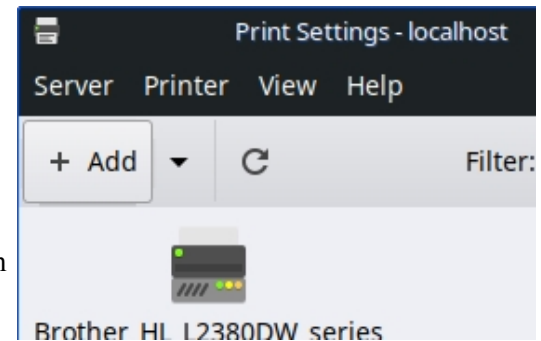 Print Settings - localhost
Server Printer View Help
+ Add Filter:
Brother HL L2380DW series